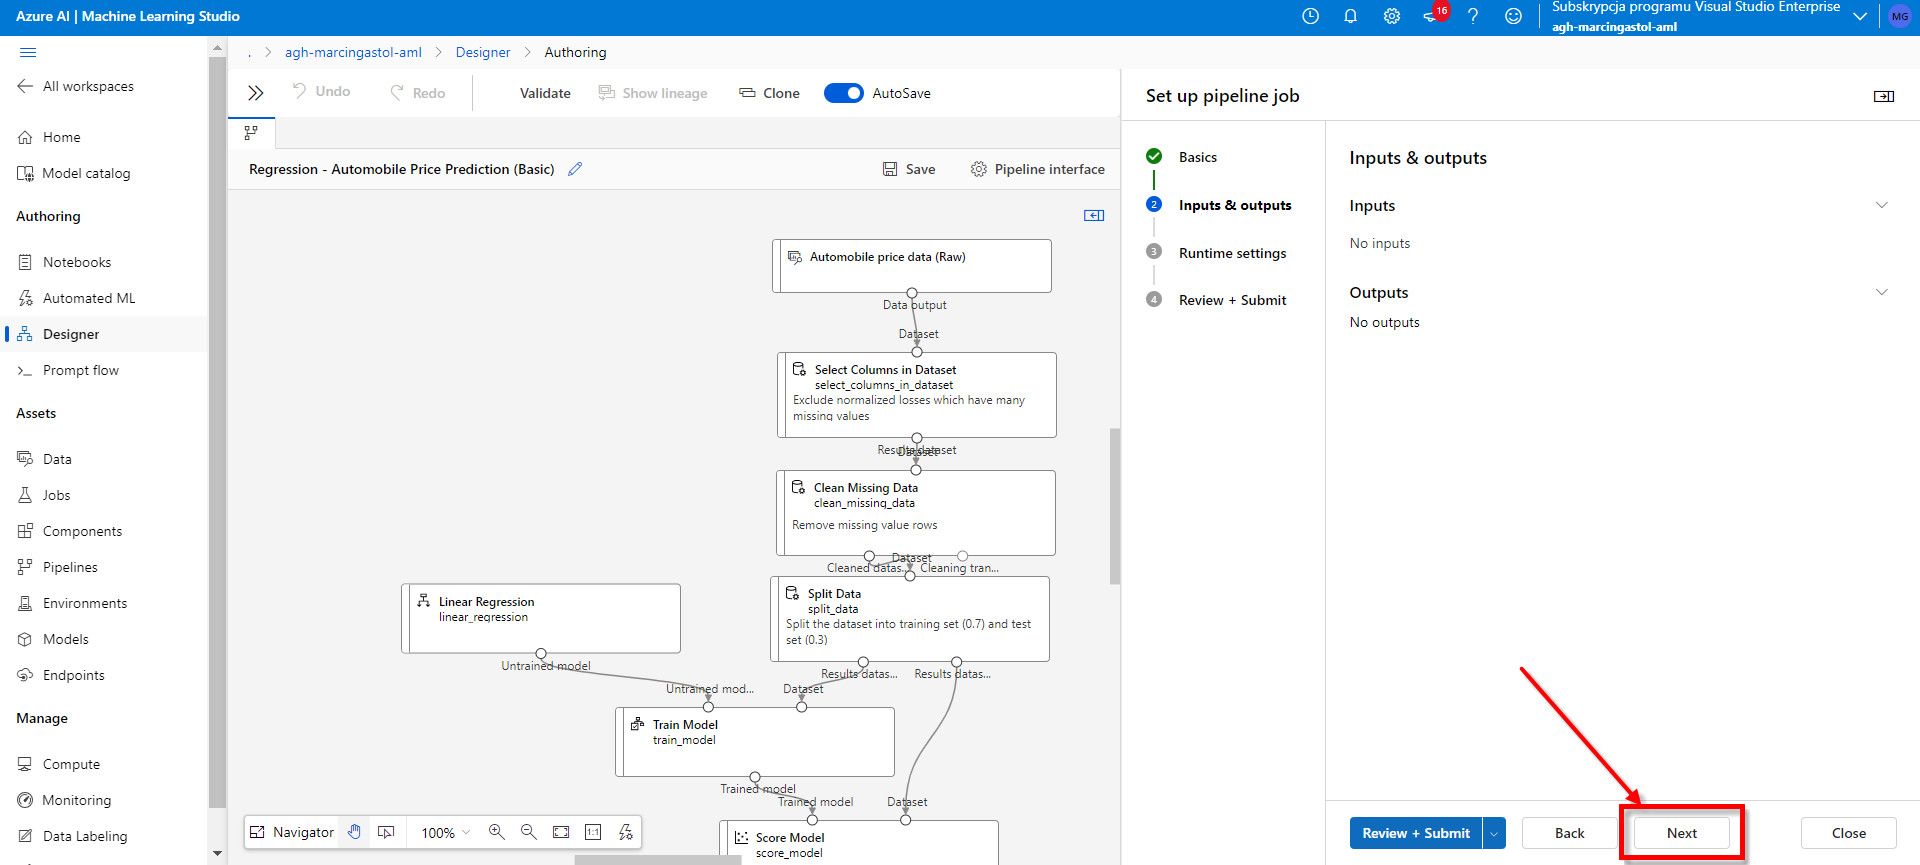 Azure AI | Machine Learning Studio
16
?
Subskrypcja programu Visual Studio Enterprise
agh-marcingastol-aml
MG
. > agh-marcingastol-aml > Designer > Authoring
All workspaces
Home
Model catalog
Authoring
Notebooks
Automated ML
Designer
Prompt flow
Assets
Data
Jobs
Components
Pipelines
Environments
Models
Endpoints
Manage
Compute
Monitoring
Data Labeling
Undo
Redo
Validate
Show lineage
Clone
AutoSave
Regression - Automobile Price Prediction (Basic)
Save
Pipeline interface
Automobile price data (Raw)
Data output
Dataset
Select Columns in Dataset
select_columns_in_dataset
Exclude normalized losses which have many
missing values
Results dataset
Dataset
Clean Missing Data
clean_missing_data
Remove missing value rows
Dataset
Cleaned datas...
Cleaning tran...
Linear Regression
linear_regression
Untrained model
Split Data
split_data
Split the dataset into training set (0.7) and test
set (0.3)
Results datas...
Results datas...
Untrained mod...
Dataset
Train Model
train_model
Trained model
Trained model
Dataset
Score Model
score_model
Navigator
100%
1:1
Set up pipeline job
Basics
2 Inputs & outputs
3 Runtime settings
4 Review + Submit
Inputs & outputs
Inputs
No inputs
Outputs
No outputs
Review + Submit
Back
Next
Close